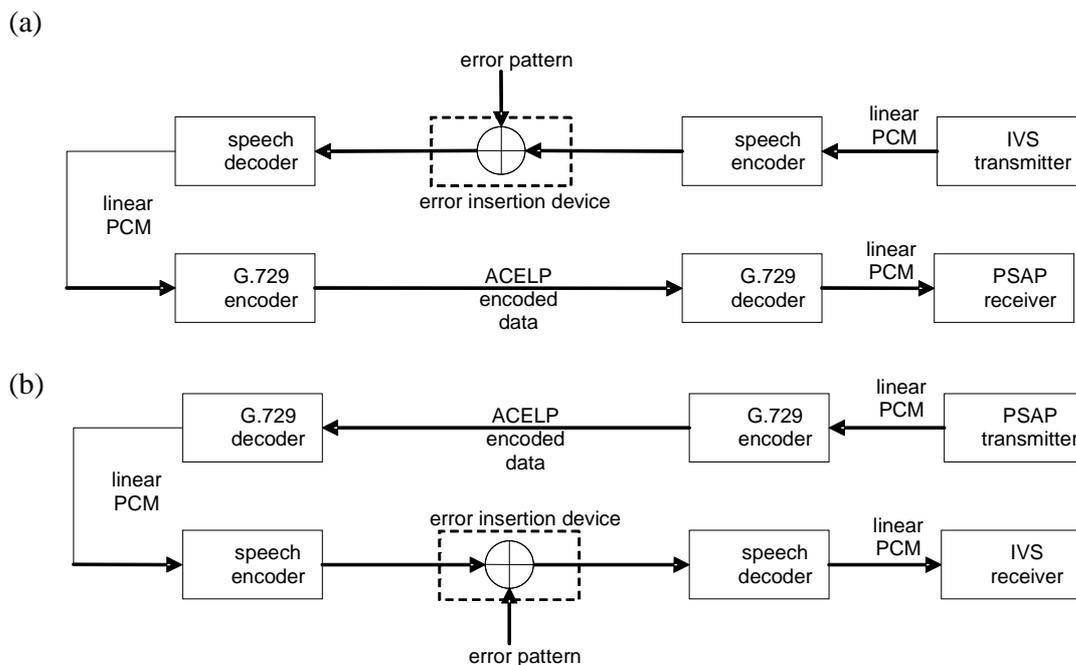 (a)
error pattern
speech
decoder
speech
encoder
linear
PCM
IVS
transmitter
error insertion device
linear
PCM
G.729
encoder
ACELP
encoded
data
G.729
decoder
linear
PCM
PSAP
receiver
(b)
G.729
decoder
ACELP
encoded
data
G.729
encoder
linear
PCM
PSAP
transmitter
linear
PCM
error insertion device
speech
encoder
speech
decoder
linear
PCM
IVS
receiver
error pattern